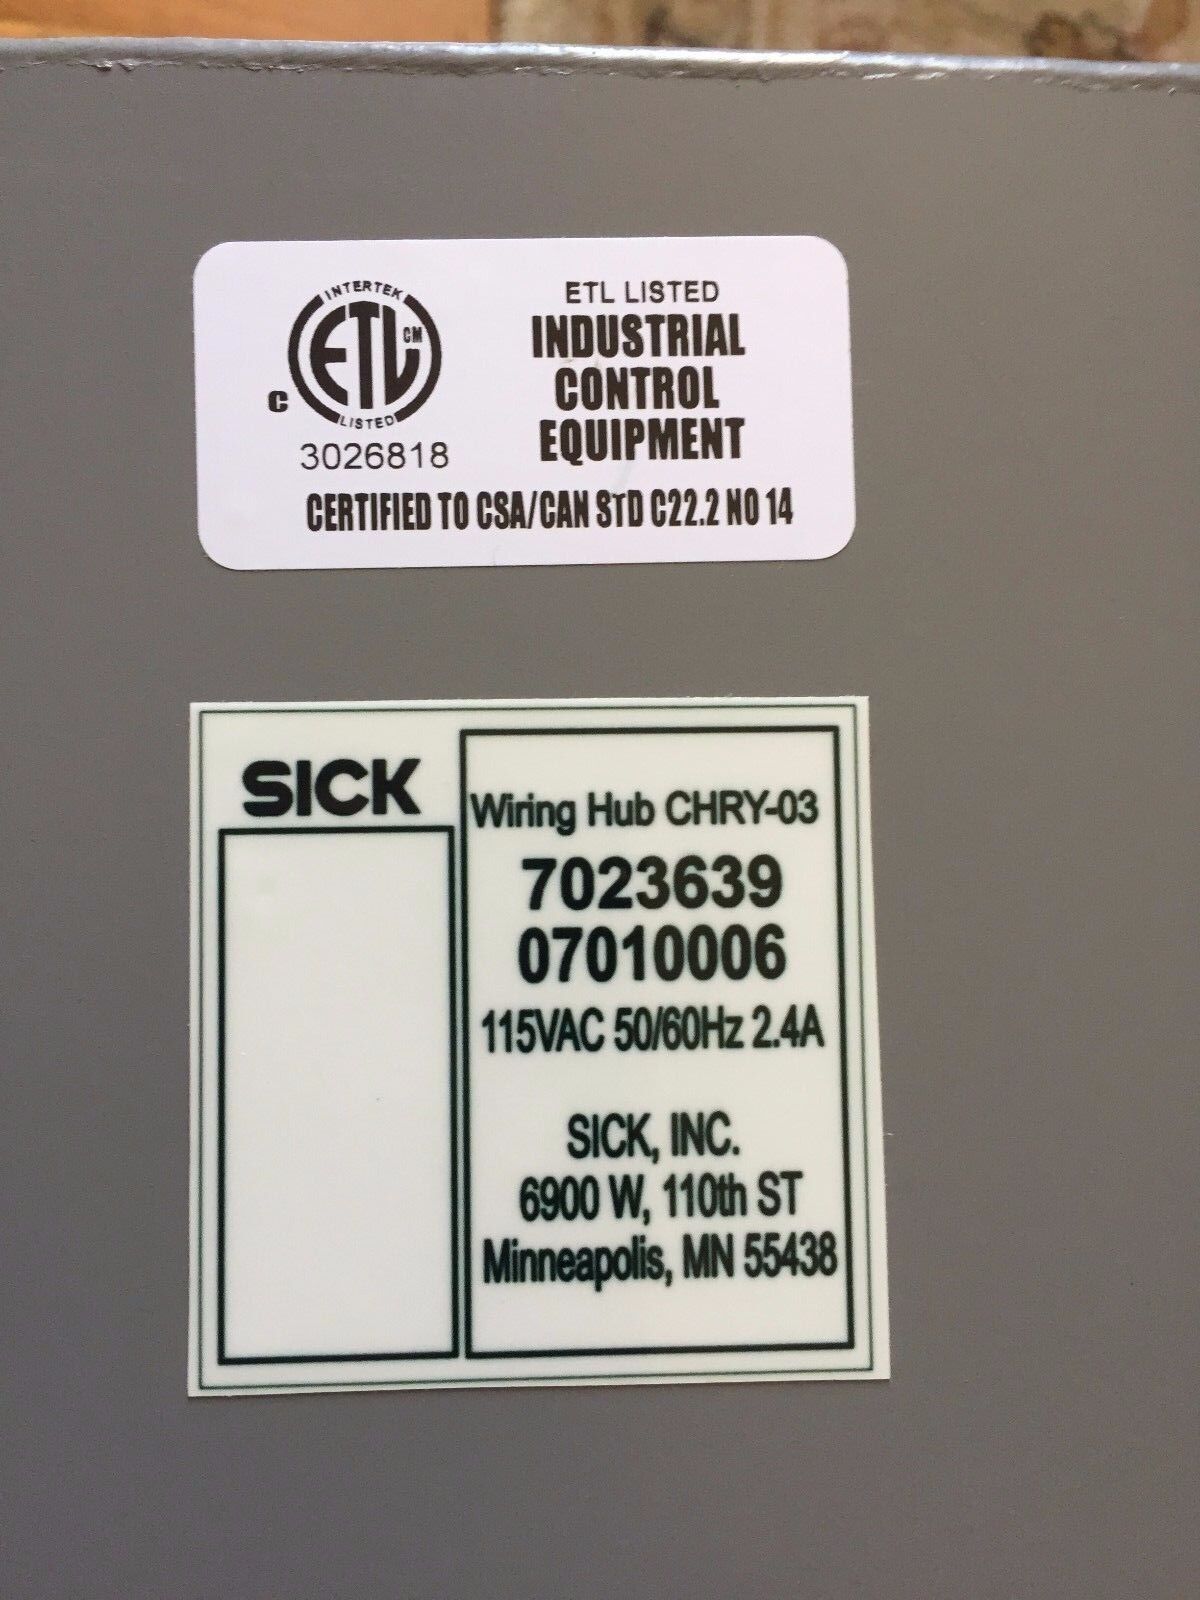 INTERTEK
ETL CM
C
LISTED
3026818
ETL LISTED
INDUSTRIAL
CONTROL
EQUIPMENT
CERTIFIED TO CSA/CAN STD C22.2 NO 14
SICK
Wiring Hub CHRY-03
7023639
07010006
115VAC 50/60Hz 2.4A
SICK, INC.
6900 W, 110th ST
Minneapolis, MN 55438